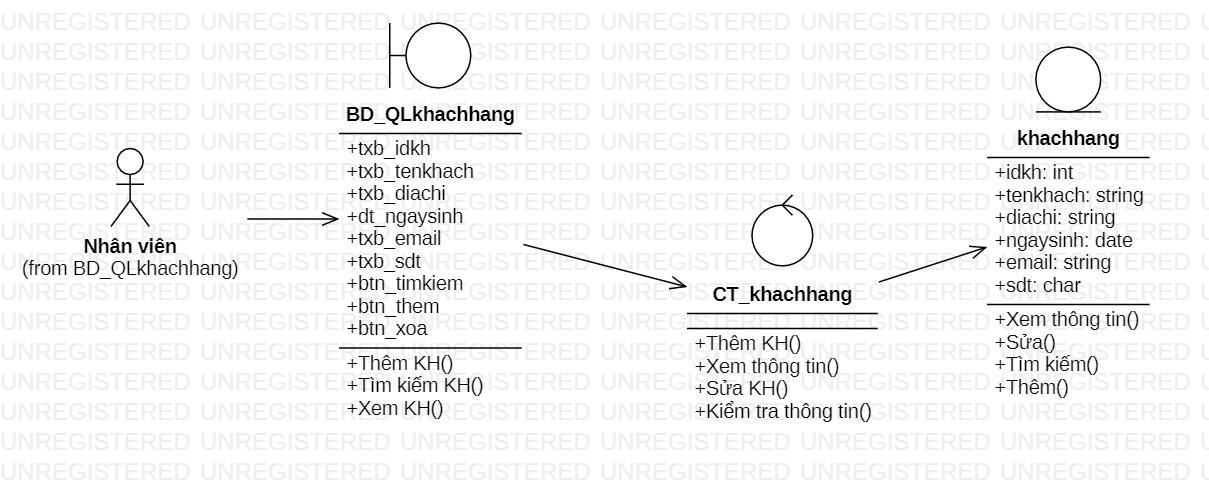 BD_QLkhachhang
+txb_idkh
+txb_tenkhach
+txb_diachi
+dt_ngaysinh
+txb_email
+txb_sdt
+btn_timkiem
+btn_them
+btn_xoa
+Thêm KH()
+Tìm kiếm KH()
+Xem KH()
Nhân viên
(from BD_QLkhachhang)
CT_khachhang
+Thêm KH()
+Xem thông tin()
+Sửa KH()
+Kiểm tra thông tin()
khachhang
+idkh: int
+tenkhach: string
+diachi: string
+ngaysinh: date
+email: string
+sdt: char
+Xem thông tin()
+Sửa()
+Tìm kiếm()
+Thêm()
UNREGISTERED